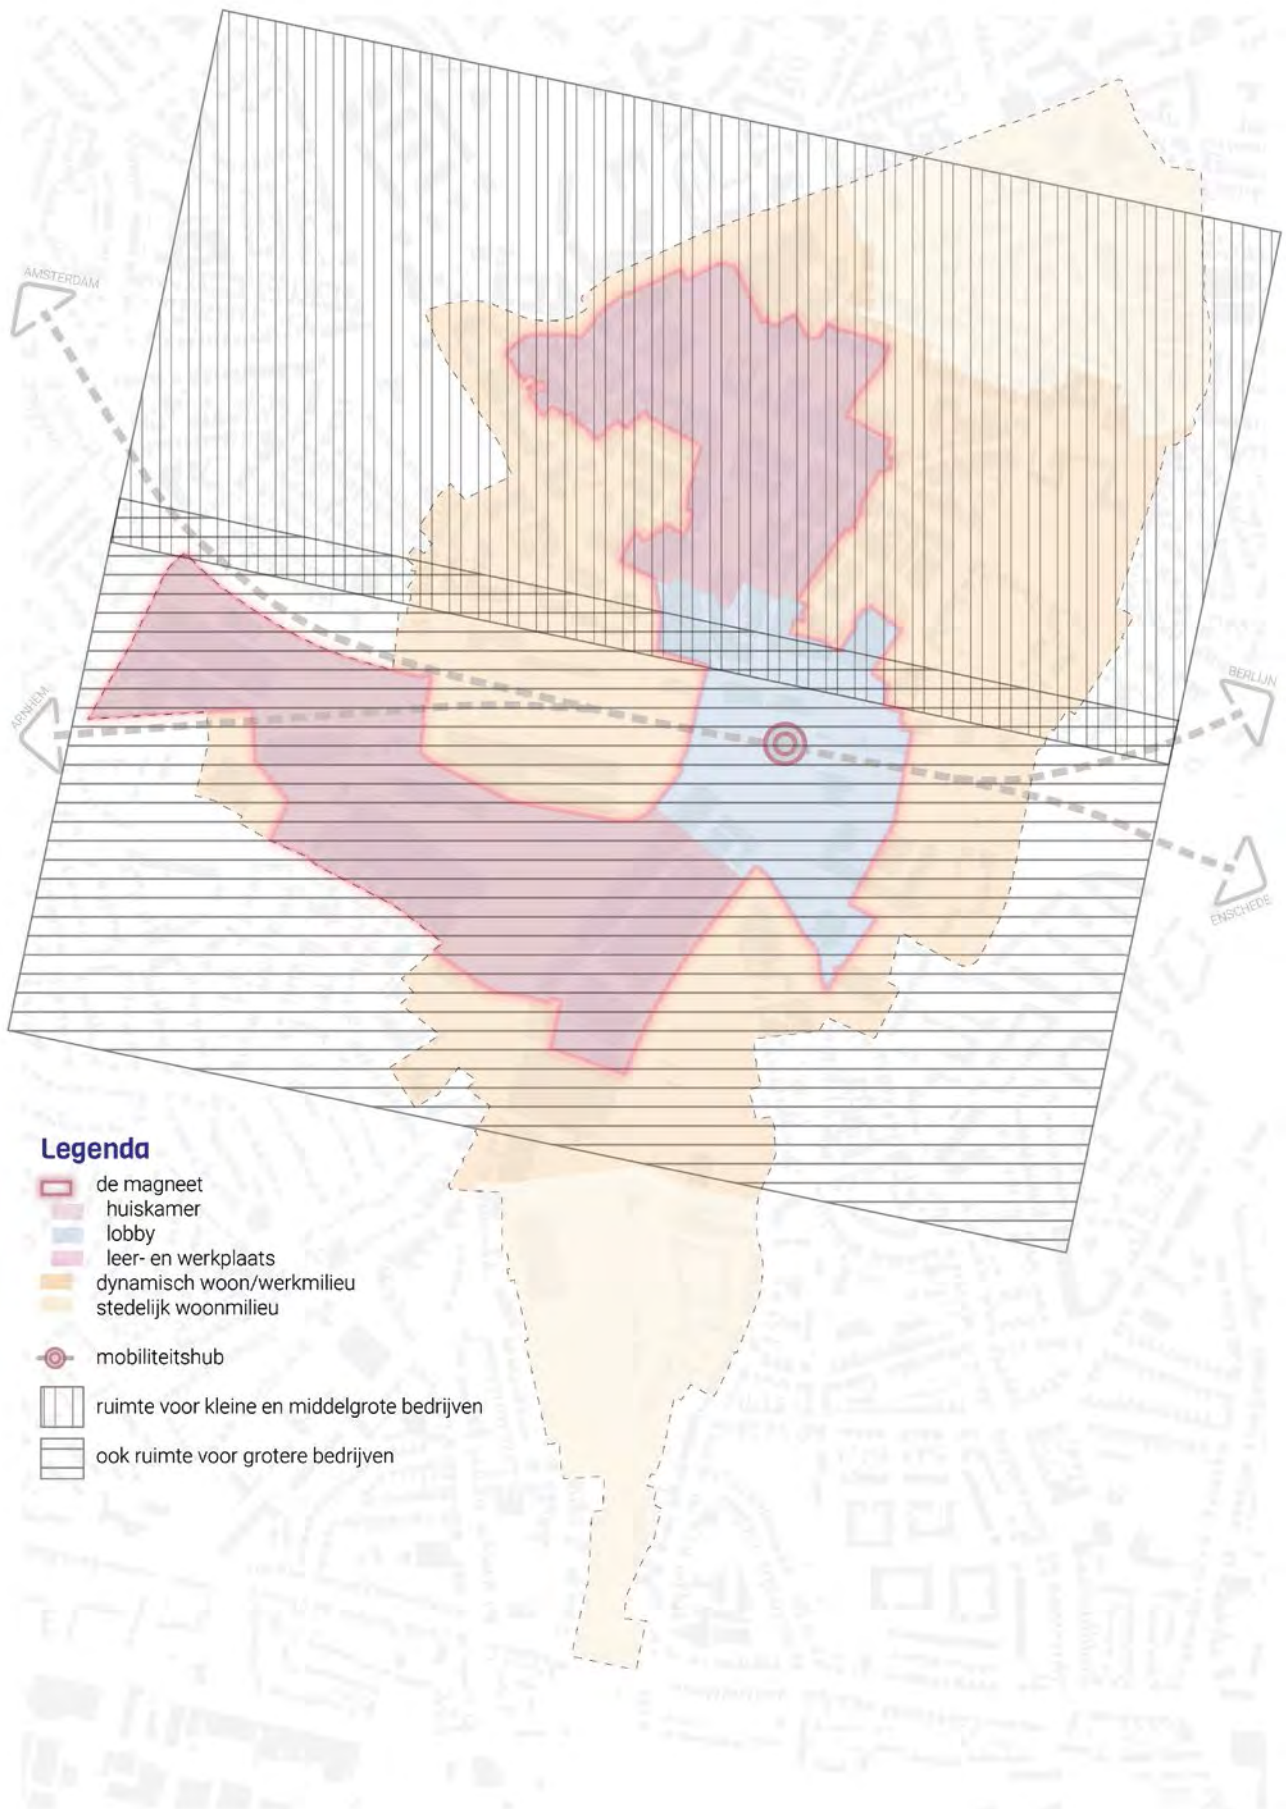 AMSTERDAM
ARNHEM
BERLIJN
ENSCHEDE
Legenda
de magneet
huiskamer
lobby
leer- en werkplaats
dynamisch woon/werkmilieu
stedelijk woonmilieu
mobiliteitshub
ruimte voor kleine en middelgrote bedrijven
ook ruimte voor grotere bedrijven